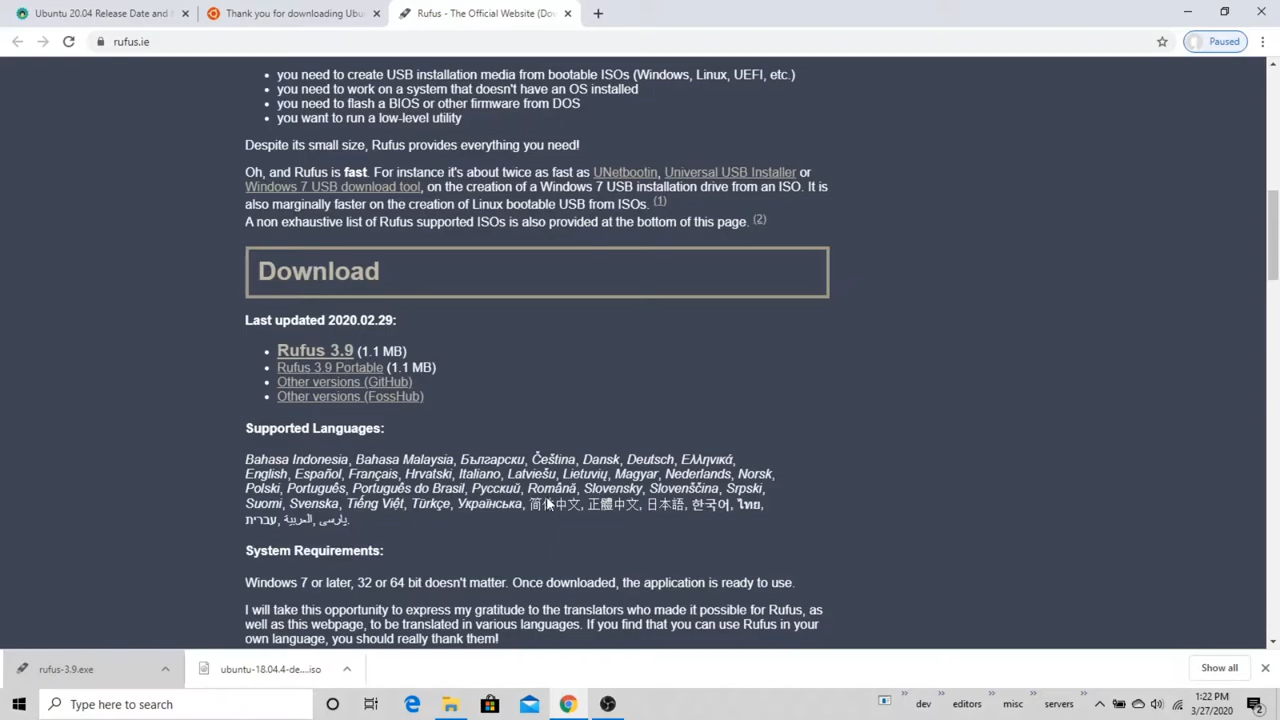 Ubuntu 20.04 Release Date and
Thank you for downloading Ubu
Rufus - The Official Website (Do
rufus.ie
Paused
you need to create USB installation media from bootable ISOs (Windows, Linux, UEFI, etc.)
you need to work on a system that doesn't have an OS installed
you need to flash a BIOS or other firmware from DOS
you want to run a low-level utility
Despite its small size, Rufus provides everything you need!
Oh, and Rufus is fast. For instance it's about twice as fast as UNetbootin, Universal USB Installer or
Windows 7 USB download tool, on the creation of a Windows 7 USB installation drive from an ISO. It is
also marginally faster on the creation of Linux bootable USB from ISOs. (1)
A non exhaustive list of Rufus supported ISOs is also provided at the bottom of this page. (2)
Download
Last updated 2020.02.29:
Rufus 3.9 (1.1 MB)
Rufus 3.9 Portable (1.1 MB)
Other versions (GitHub)
Other versions (FossHub)
Supported Languages:
Bahasa Indonesia, Bahasa Malaysia, Български, Čeština, Dansk, Deutsch, Ελληνικά,
English, Español, Français, Hrvatski, Italiano, Latviešu, Lietuvių, Magyar, Nederlands, Norsk,
Polski, Português, Português do Brasil, Русский, Română, Slovensky, Slovenščina, Srpski,
Suomi, Svenska, Tiếng Việt, Türkçe, Українська, 简体中文, 正體中文, 日本語, 한국어, ไทย,
עברית, العربية, پارسی.
System Requirements:
Windows 7 or later, 32 or 64 bit doesn't matter. Once downloaded, the application is ready to use.
I will take this opportunity to express my gratitude to the translators who made it possible for Rufus, as
well as this webpage, to be translated in various languages. If you find that you can use Rufus in your
own language, you should really thank them!
rufus-3.9.exe
ubuntu-18.04.4-de....iso
Show all
Type here to search
dev
editors
misc
servers
1:22 PM
3/27/2020
2